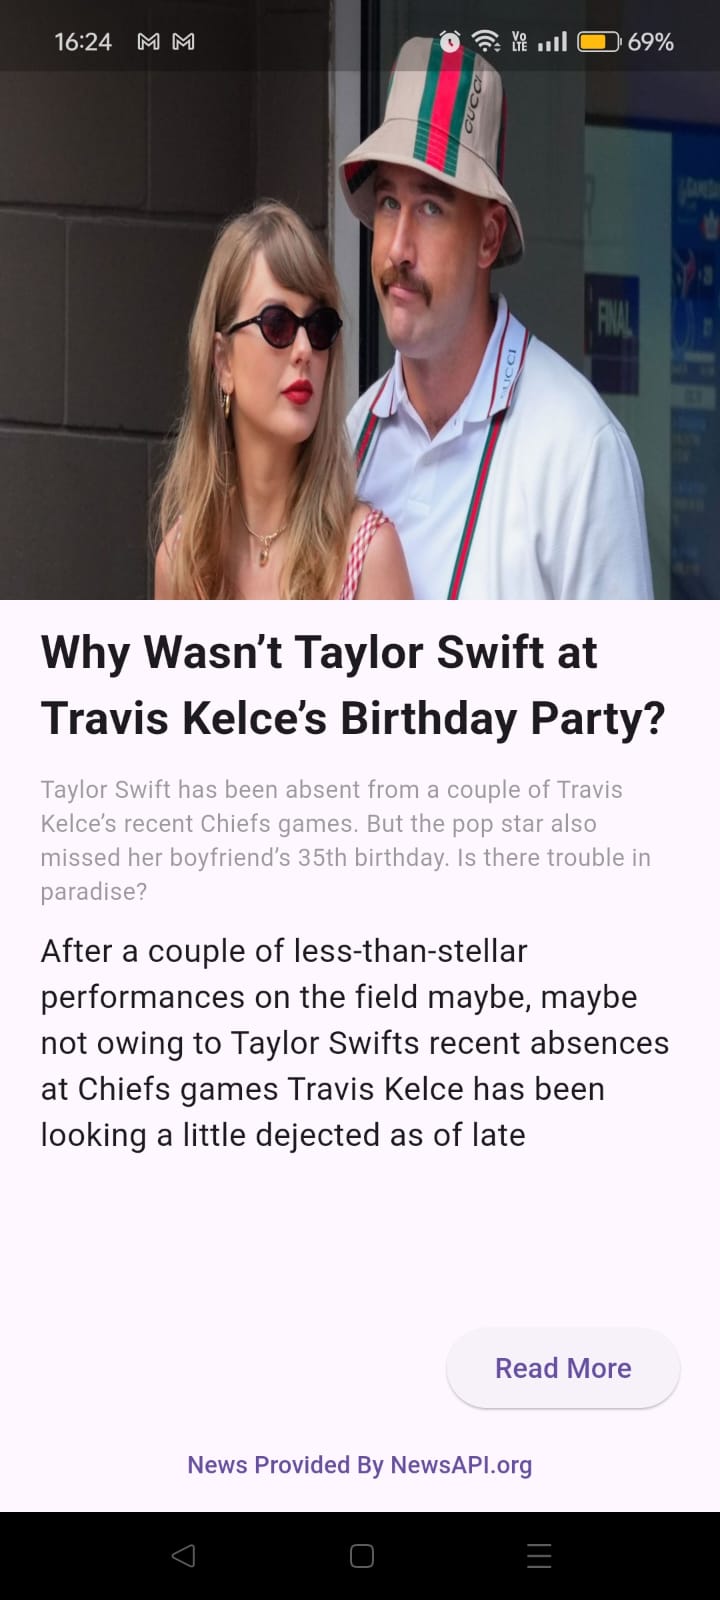 16:24
Vo
LTE
69%
GUCCI
GUCCI
FINAL
Why Wasn’t Taylor Swift at
Travis Kelce’s Birthday Party?
Taylor Swift has been absent from a couple of Travis
Kelce’s recent Chiefs games. But the pop star also
missed her boyfriend’s 35th birthday. Is there trouble in
paradise?
After a couple of less-than-stellar
performances on the field maybe, maybe
not owing to Taylor Swifts recent absences
at Chiefs games Travis Kelce has been
looking a little dejected as of late
Read More
News Provided By NewsAPI.org